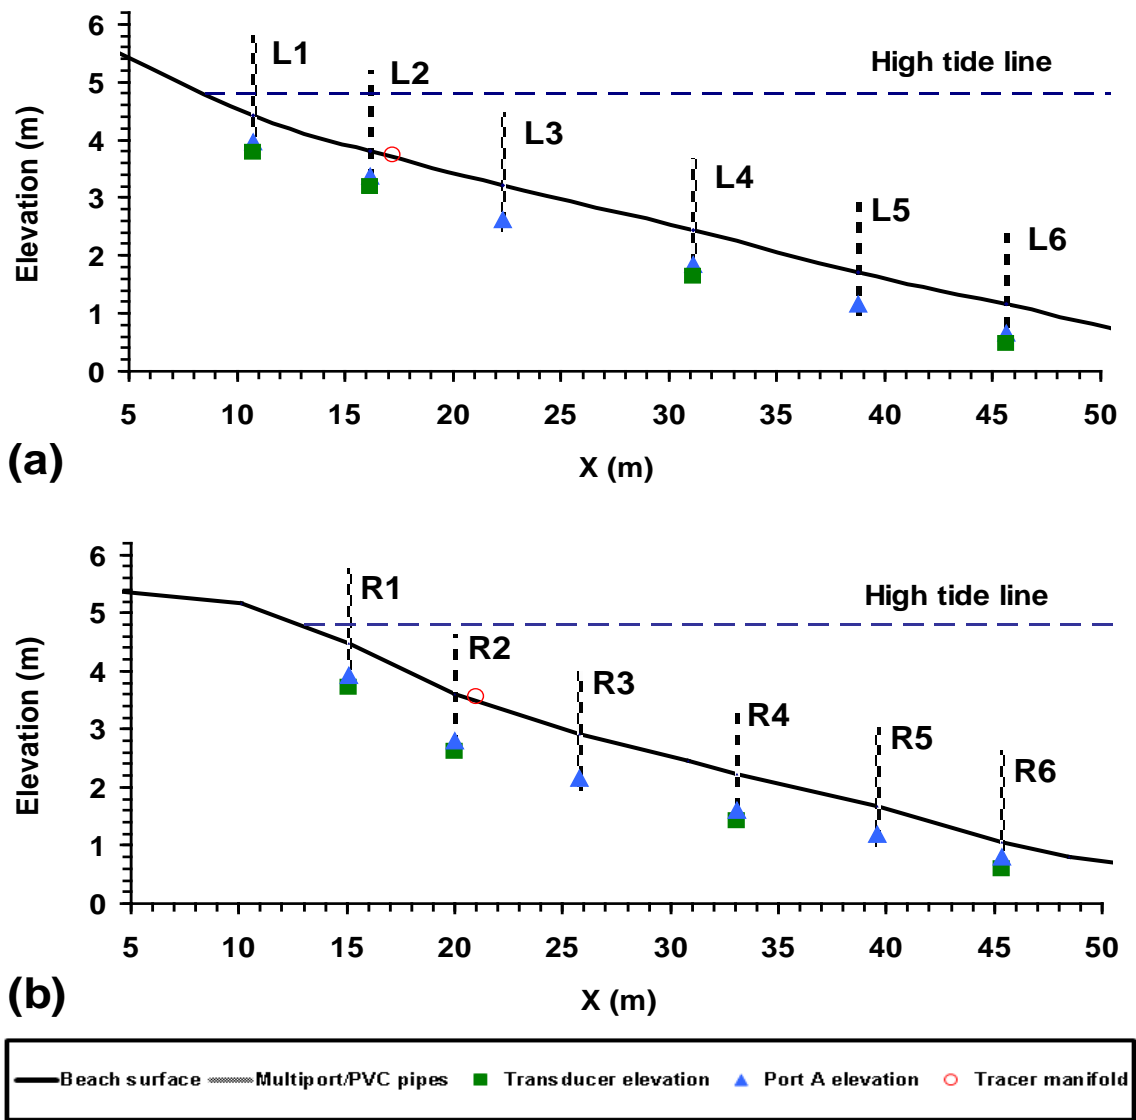 6
5
4
3
2
1
0
Elevation (m)
L1
L2
L3
L4
L5
L6
High tide line
5 10 15 20 25 30 35 40 45 50
X (m)
(a)
6
5
4
3
2
1
0
Elevation (m)
R1
R2
R3
R4
R5
R6
High tide line
5 10 15 20 25 30 35 40 45 50
X (m)
(b)
Beach surface Multiport/PVC pipes Transducer elevation Port A elevation Tracer manifold